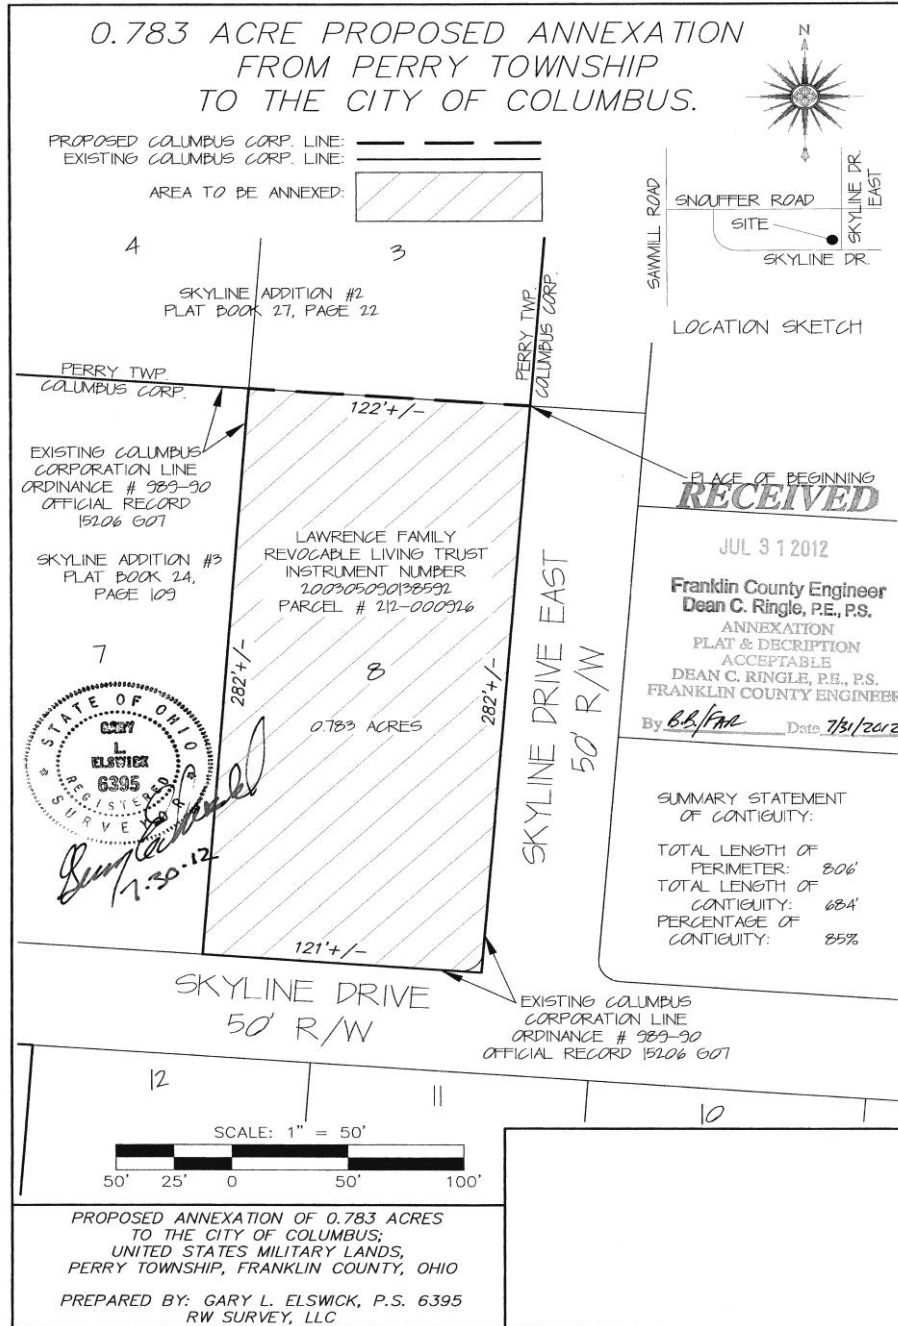 0.783 ACRE PROPOSED ANNEXATION
FROM PERRY TOWNSHIP
TO THE CITY OF COLUMBUS.
N
PROPOSED COLUMBUS CORP. LINE:
EXISTING COLUMBUS CORP. LINE:
AREA TO BE ANNEXED:
SAWMILL ROAD
SNOUFFER ROAD
SKYLINE DR.
EAST
SITE
SKYLINE DR.
LOCATION SKETCH
4
3
SKYLINE ADDITION #2
PLAT BOOK 27, PAGE 22
PERRY TWP.
COLUMBUS CORP.
PERRY TWP.
COLUMBUS CORP.
122'+/-
EXISTING COLUMBUS
CORPORATION LINE
ORDINANCE # 989-90
OFFICIAL RECORD
15206 G07
SKYLINE ADDITION #3
PLAT BOOK 24,
PAGE 109
7
PLACE OF BEGINNING
RECEIVED
JUL 31 2012
Franklin County Engineer
Dean C. Ringle, P.E., P.S.
ANNEXATION
PLAT & DECRIPTION
ACCEPTABLE
DEAN C. RINGLE, P.E., P.S.
FRANKLIN COUNTY ENGINEER
By B.B./FAR Date 7/31/2012
LAWRENCE FAMILY
REVOCABLE LIVING TRUST
INSTRUMENT NUMBER
200305090138592
PARCEL # 212-000926
8
0.783 ACRES
282'+/-
282'+/-
SKYLINE DRIVE EAST
50' R/W
STATE OF OHIO
GARY
L.
ELSWICK
6395
REGISTERED
SURVEYOR
7-30-12
SUMMARY STATEMENT
OF CONTIGUITY:
TOTAL LENGTH OF
PERIMETER: 806'
TOTAL LENGTH OF
CONTIGUITY: 684'
PERCENTAGE OF
CONTIGUITY: 85%
121'+/-
SKYLINE DRIVE
50' R/W
EXISTING COLUMBUS
CORPORATION LINE
ORDINANCE # 989-90
OFFICIAL RECORD 15206 G07
12
11
10
SCALE: 1" = 50'
50' 25' 0 50' 100'
PROPOSED ANNEXATION OF 0.783 ACRES
TO THE CITY OF COLUMBUS;
UNITED STATES MILITARY LANDS,
PERRY TOWNSHIP, FRANKLIN COUNTY, OHIO
PREPARED BY: GARY L. ELSWICK, P.S. 6395
RW SURVEY, LLC